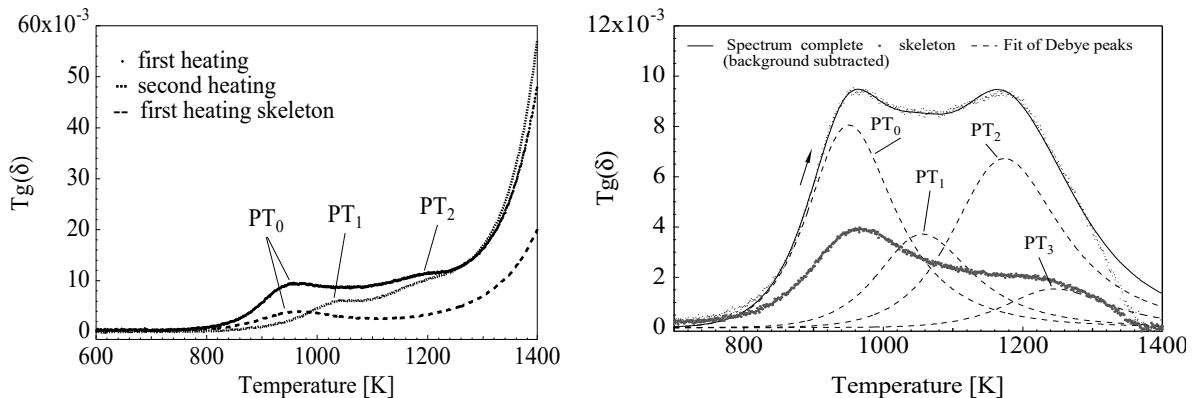 60x10⁻³
50
40
30
20
10
0
Tg(δ)
first heating
second heating
first heating skeleton
PT₀
PT₁
PT₂
600 800 1000 1200 1400
Temperature [K]
12x10⁻³
10
8
6
4
2
0
Tg(δ)
Spectrum complete skeleton Fit of Debye peaks
(background subtracted)
PT₀
PT₂
PT₁
PT₃
800 1000 1200 1400
Temperature [K]